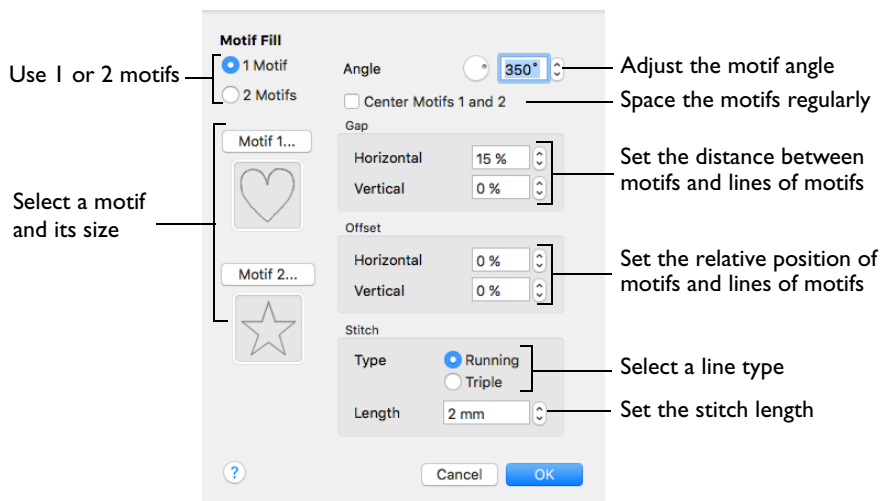 Motif Fill
Use 1 or 2 motifs
1 Motif
2 Motifs
Angle
350°
Adjust the motif angle
Center Motifs 1 and 2
Space the motifs regularly
Motif 1...
Select a motif
and its size
Motif 2...
Gap
Horizontal
15 %
Vertical
0 %
Set the distance between
motifs and lines of motifs
Offset
Horizontal
0 %
Vertical
0 %
Set the relative position of
motifs and lines of motifs
Stitch
Type
Running
Triple
Select a line type
Length
2 mm
Set the stitch length
?
Cancel
OK